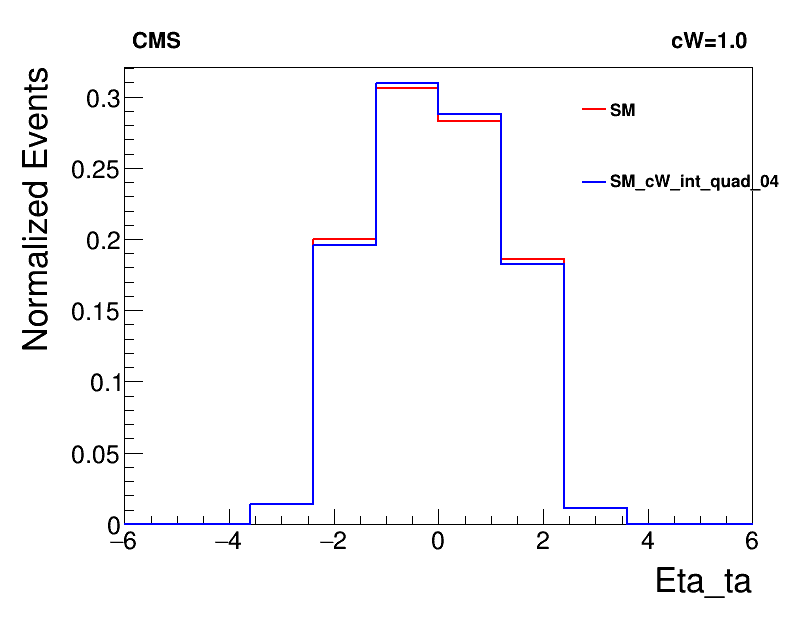 CMS
cW=1.0
Normalized Events
0.3
0.25
0.2
0.15
0.1
0.05
0
SM
SM_cW_int_quad_04
−6
−4
−2
0
2
4
6
Eta_ta